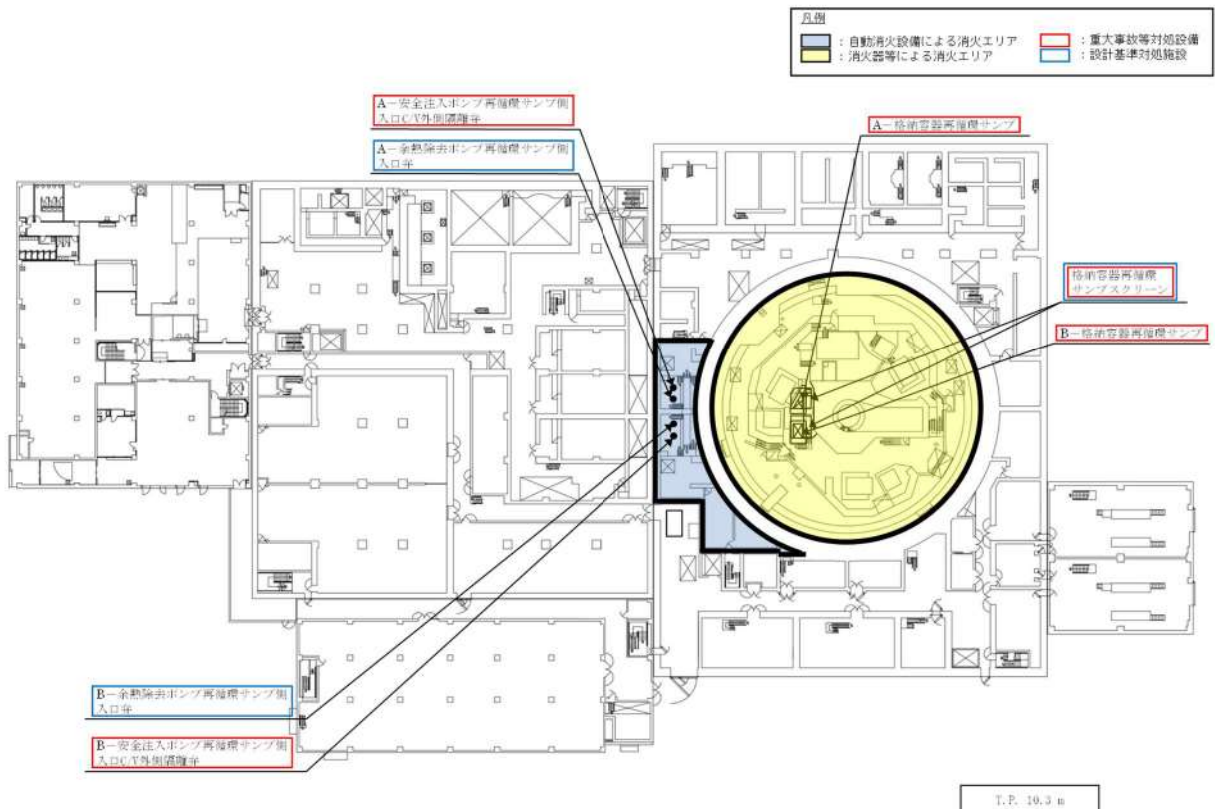 凡例
：自動消火設備による消火エリア
：重大事故等対処設備
：消火器等による消火エリア
：設計基準対処施設
A－安全注入ポンプ再循環サンプ側
入口C/V外側隔離弁
A－格納容器再循環サンプ
A－余熱除去ポンプ再循環サンプ側
入口弁
格納容器再循環
サンプスクリーン
B－格納容器再循環サンプ
B－余熱除去ポンプ再循環サンプ側
入口弁
B－安全注入ポンプ再循環サンプ側
入口C/V外側隔離弁
T.P. 10.3 m